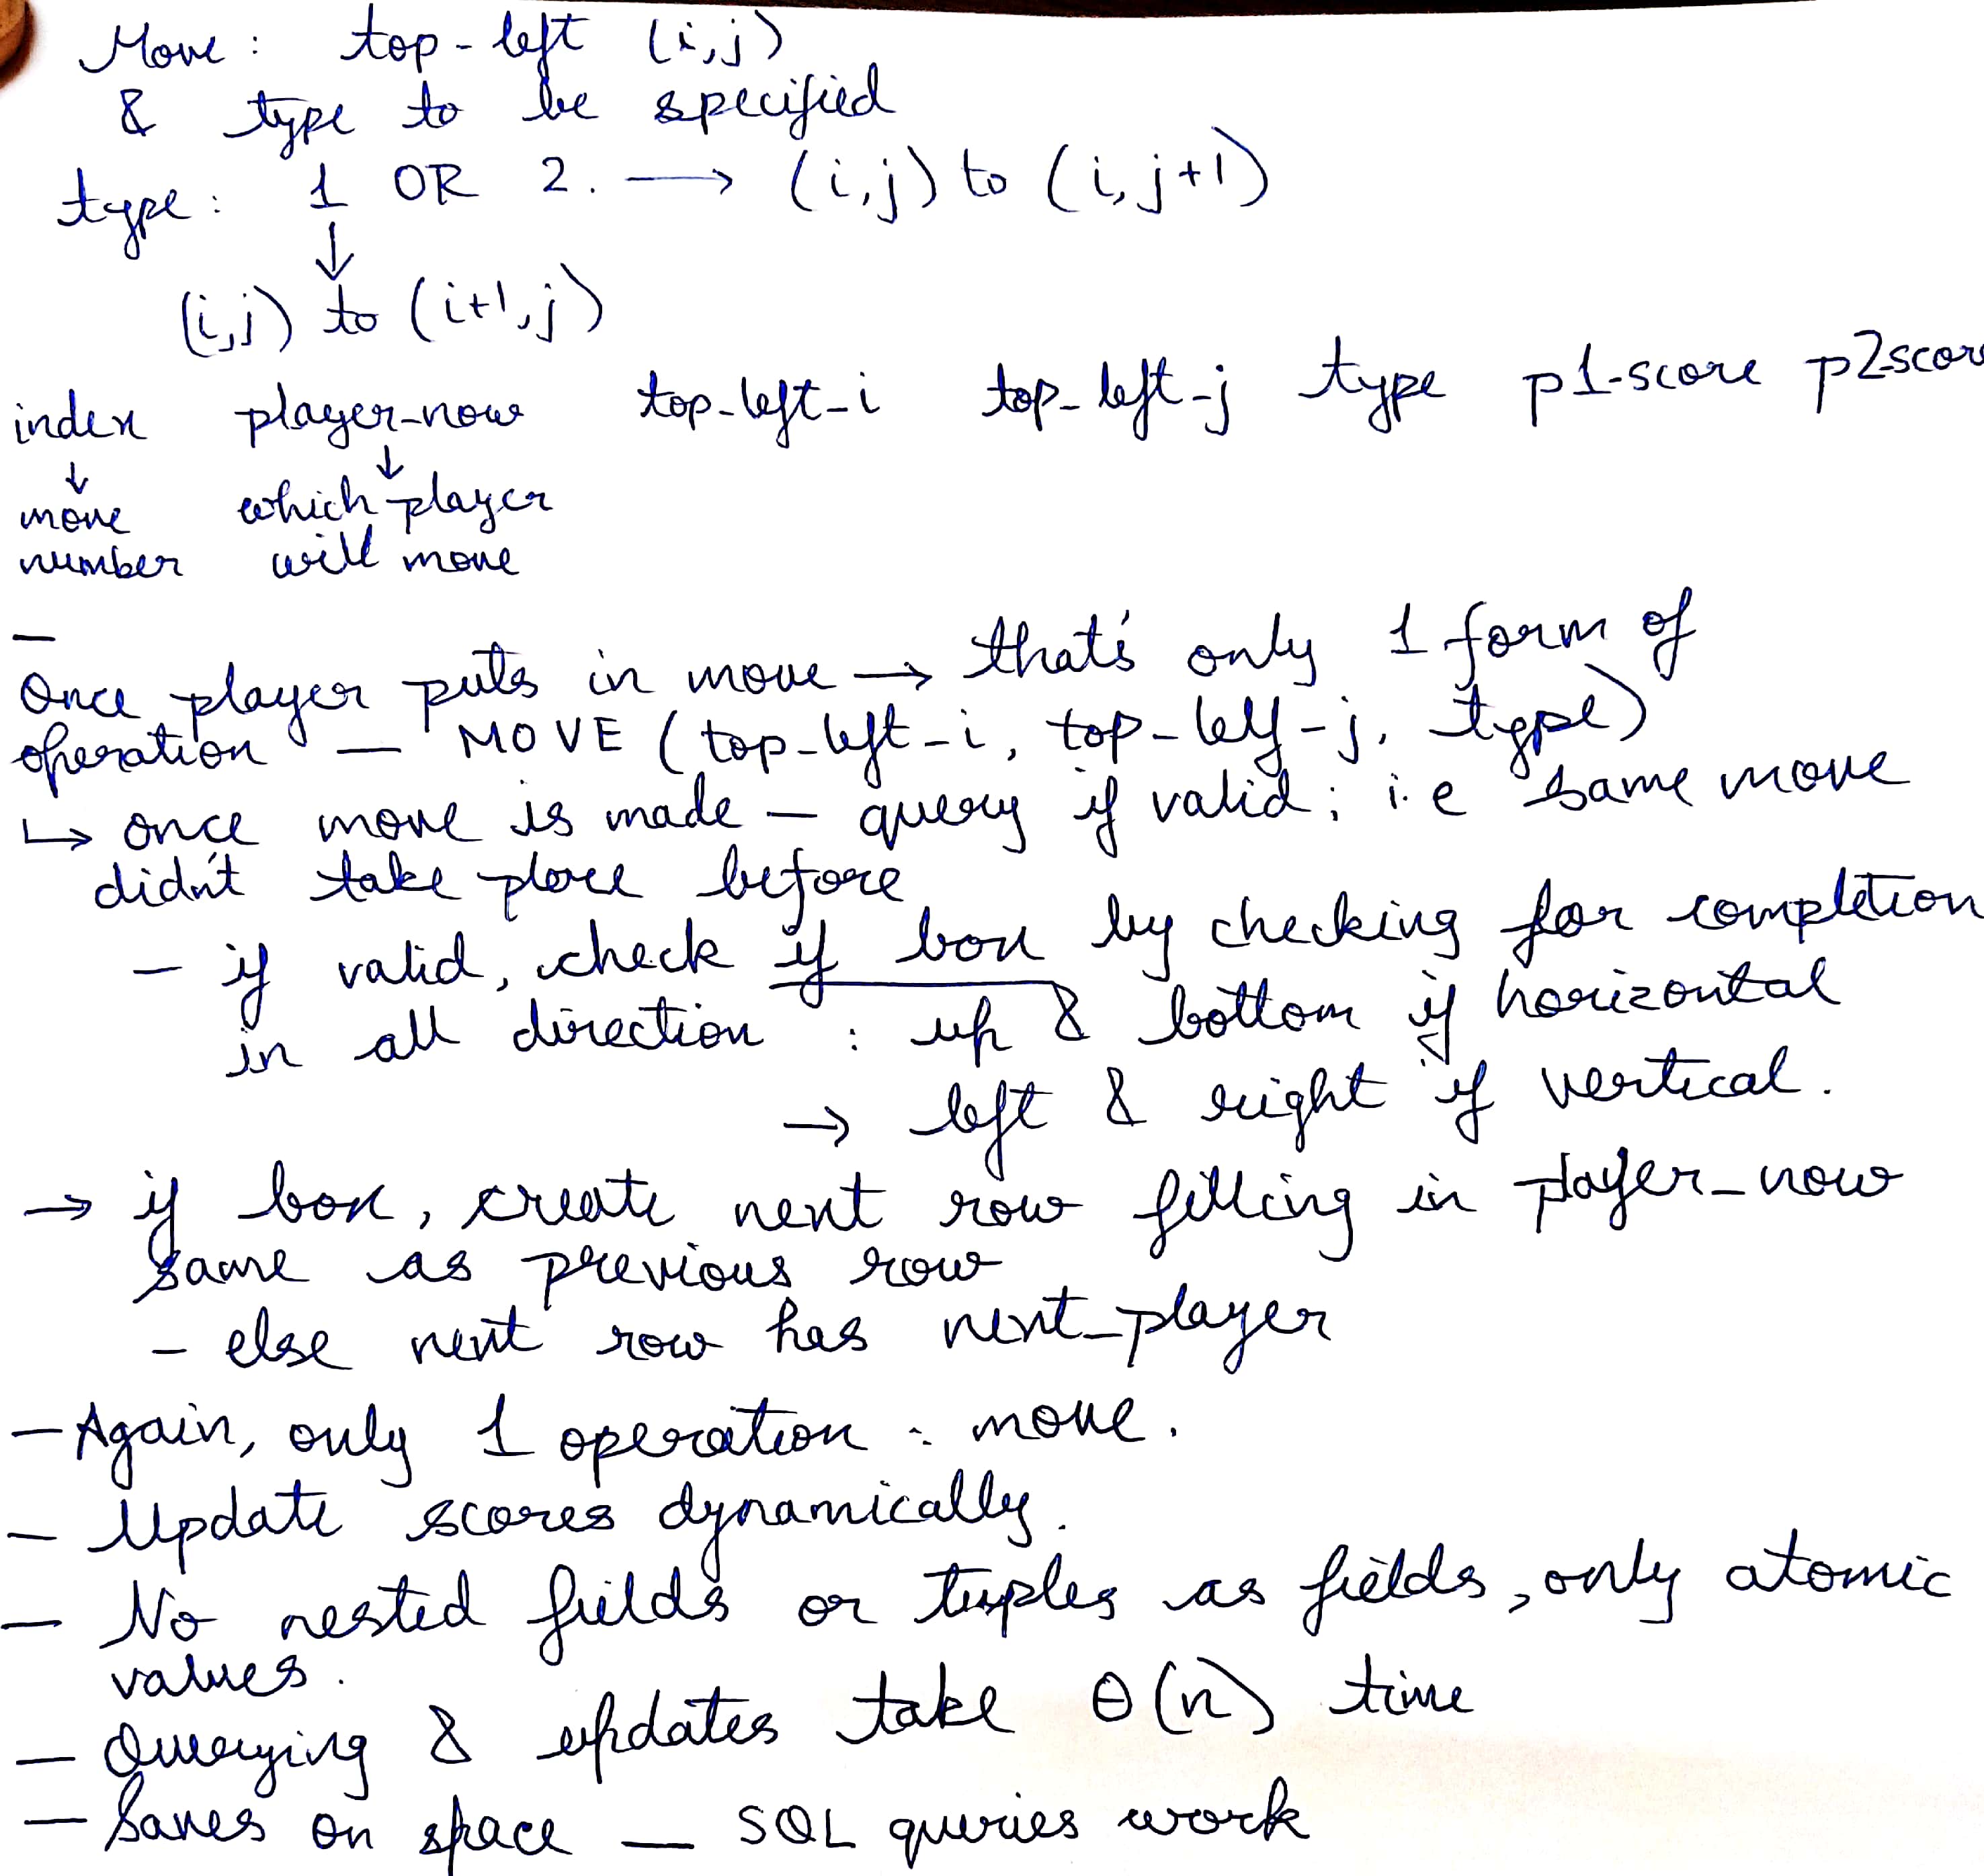 Move : top-left (i,j)
& type to be specified
type : 1 OR 2. → (i,j) to (i,j+1)
↓
(i,j) to (i+1,j)
index player-now top-left-i top-left-j type p1-score p2score
↓ ↓
move which player
number will move
—
Once player puts in move → that's only 1 form of
operation — MOVE (top-left-i, top-lef-j, type)
↳ once move is made — query if valid; i.e same move
didn't take place before
- if valid, check if box by checking for completion
in all direction : up & bottom if horizontal
→ left & right if vertical.
→ if box, create next row filling in player-now
same as previous row
- else next row has next-player
- Again, only 1 operation : move.
- Update scores dynamically.
- No nested fields or tuples as fields, only atomic
values.
- Querying & updates take θ(n) time
- Saves on space — SQL queries work